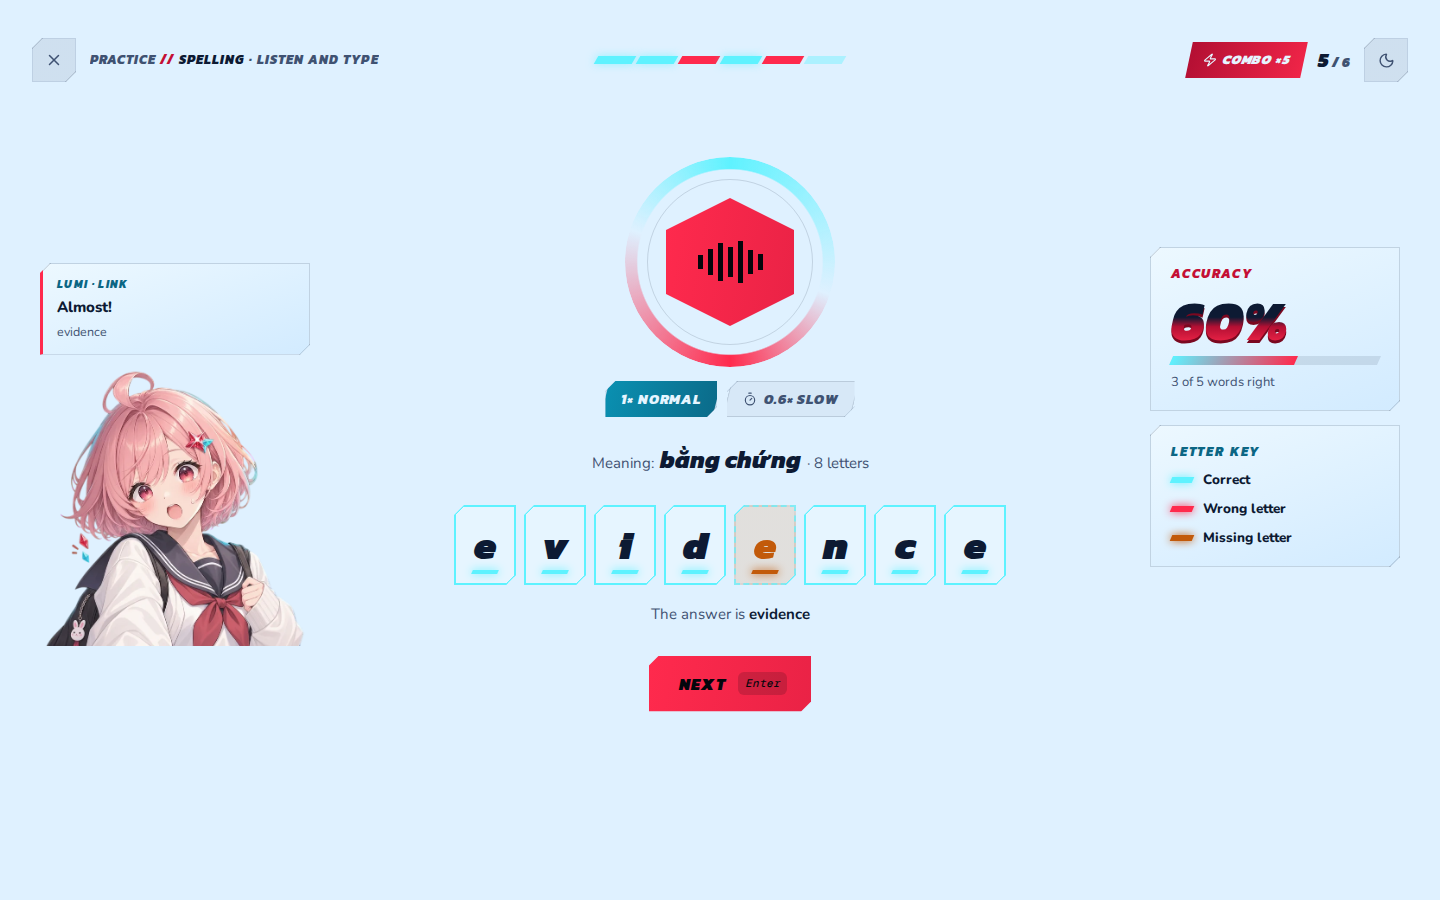 PRACTICE // SPELLING · LISTEN AND TYPE
COMBO ×5
5 / 6
LUMI · LINK
Almost!
evidence
1× NORMAL
0.6× SLOW
Meaning: bằng chứng · 8 letters
e v i d e n c e
The answer is evidence
NEXT Enter
ACCURACY
60%
3 of 5 words right
LETTER KEY
Correct
Wrong letter
Missing letter